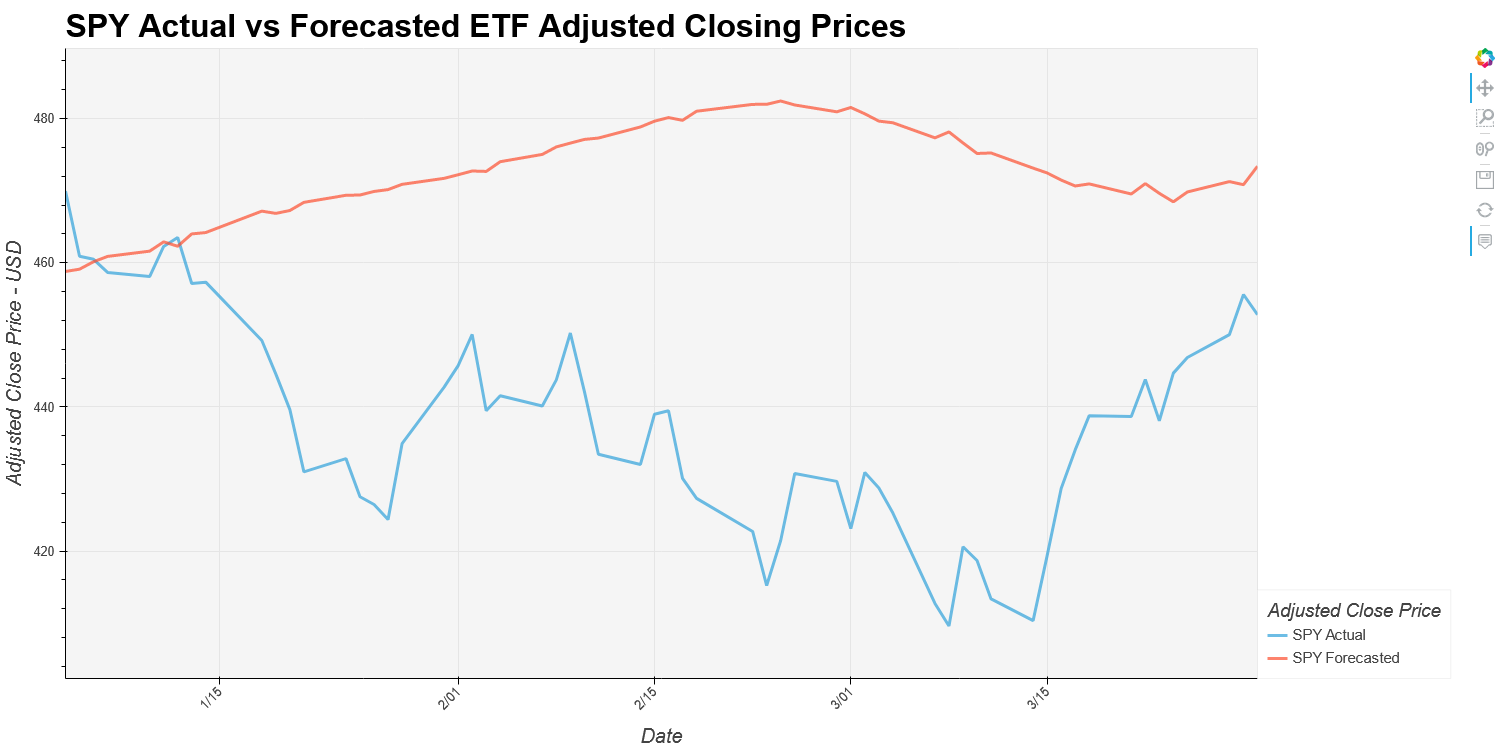 SPY Actual vs Forecasted ETF Adjusted Closing Prices
Adjusted Close Price - USD
480
460
440
420
1/15
2/01
2/15
3/01
3/15
Date
Adjusted Close Price
SPY Actual
SPY Forecasted